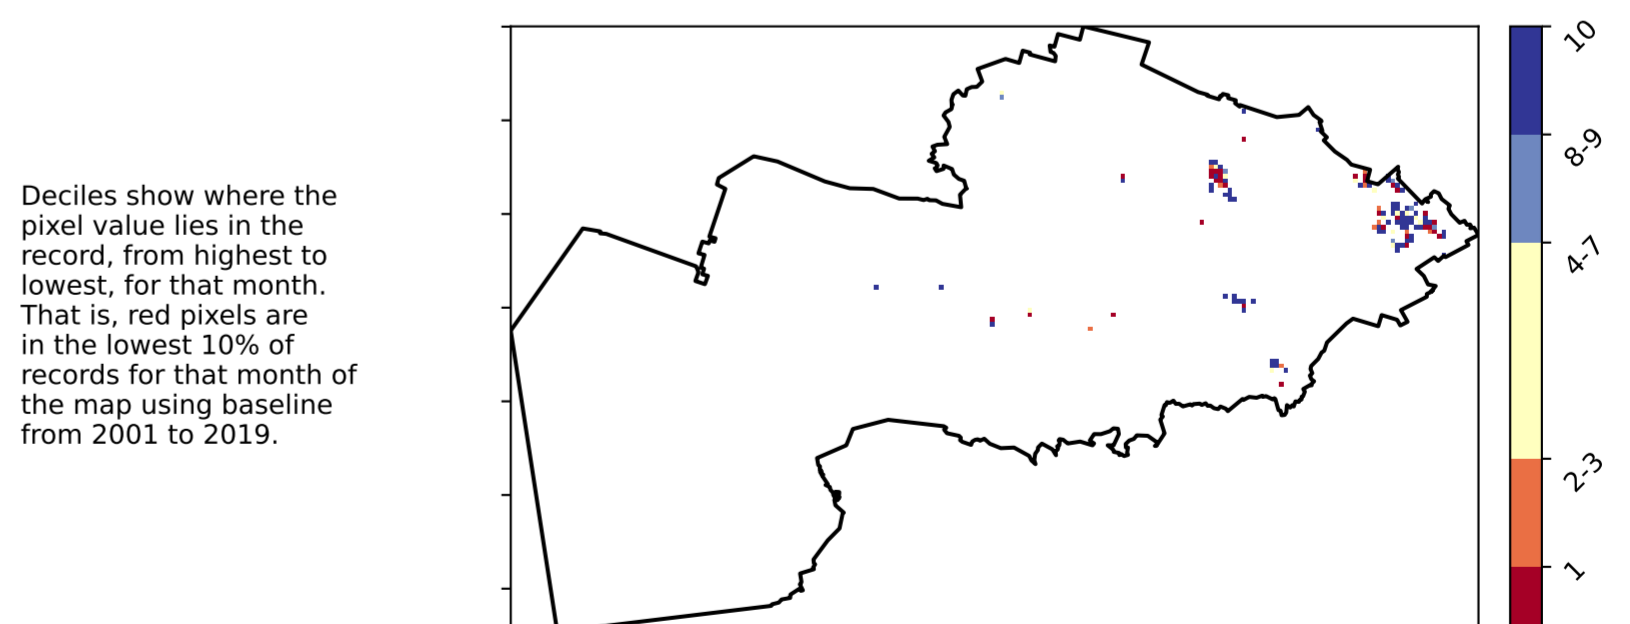 Deciles show where the
pixel value lies in the
record, from highest to
lowest, for that month.
That is, red pixels are
in the lowest 10% of
records for that month of
the map using baseline
from 2001 to 2019.
10
8-9
4-7
2-3
1